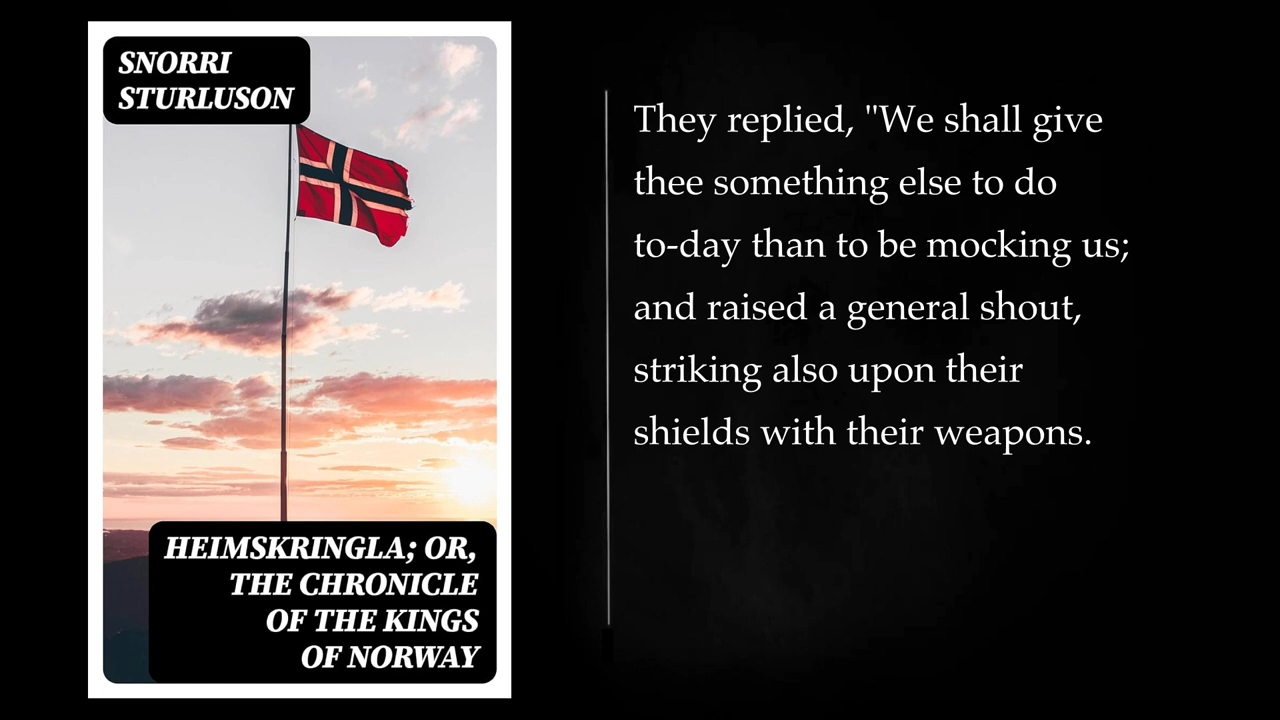 SNORRI
STURLUSON
HEIMSKRINGLA; OR,
THE CHRONICLE
OF THE KINGS
OF NORWAY
They replied, "We shall give
thee something else to do
to-day than to be mocking us;
and raised a general shout,
striking also upon their
shields with their weapons.